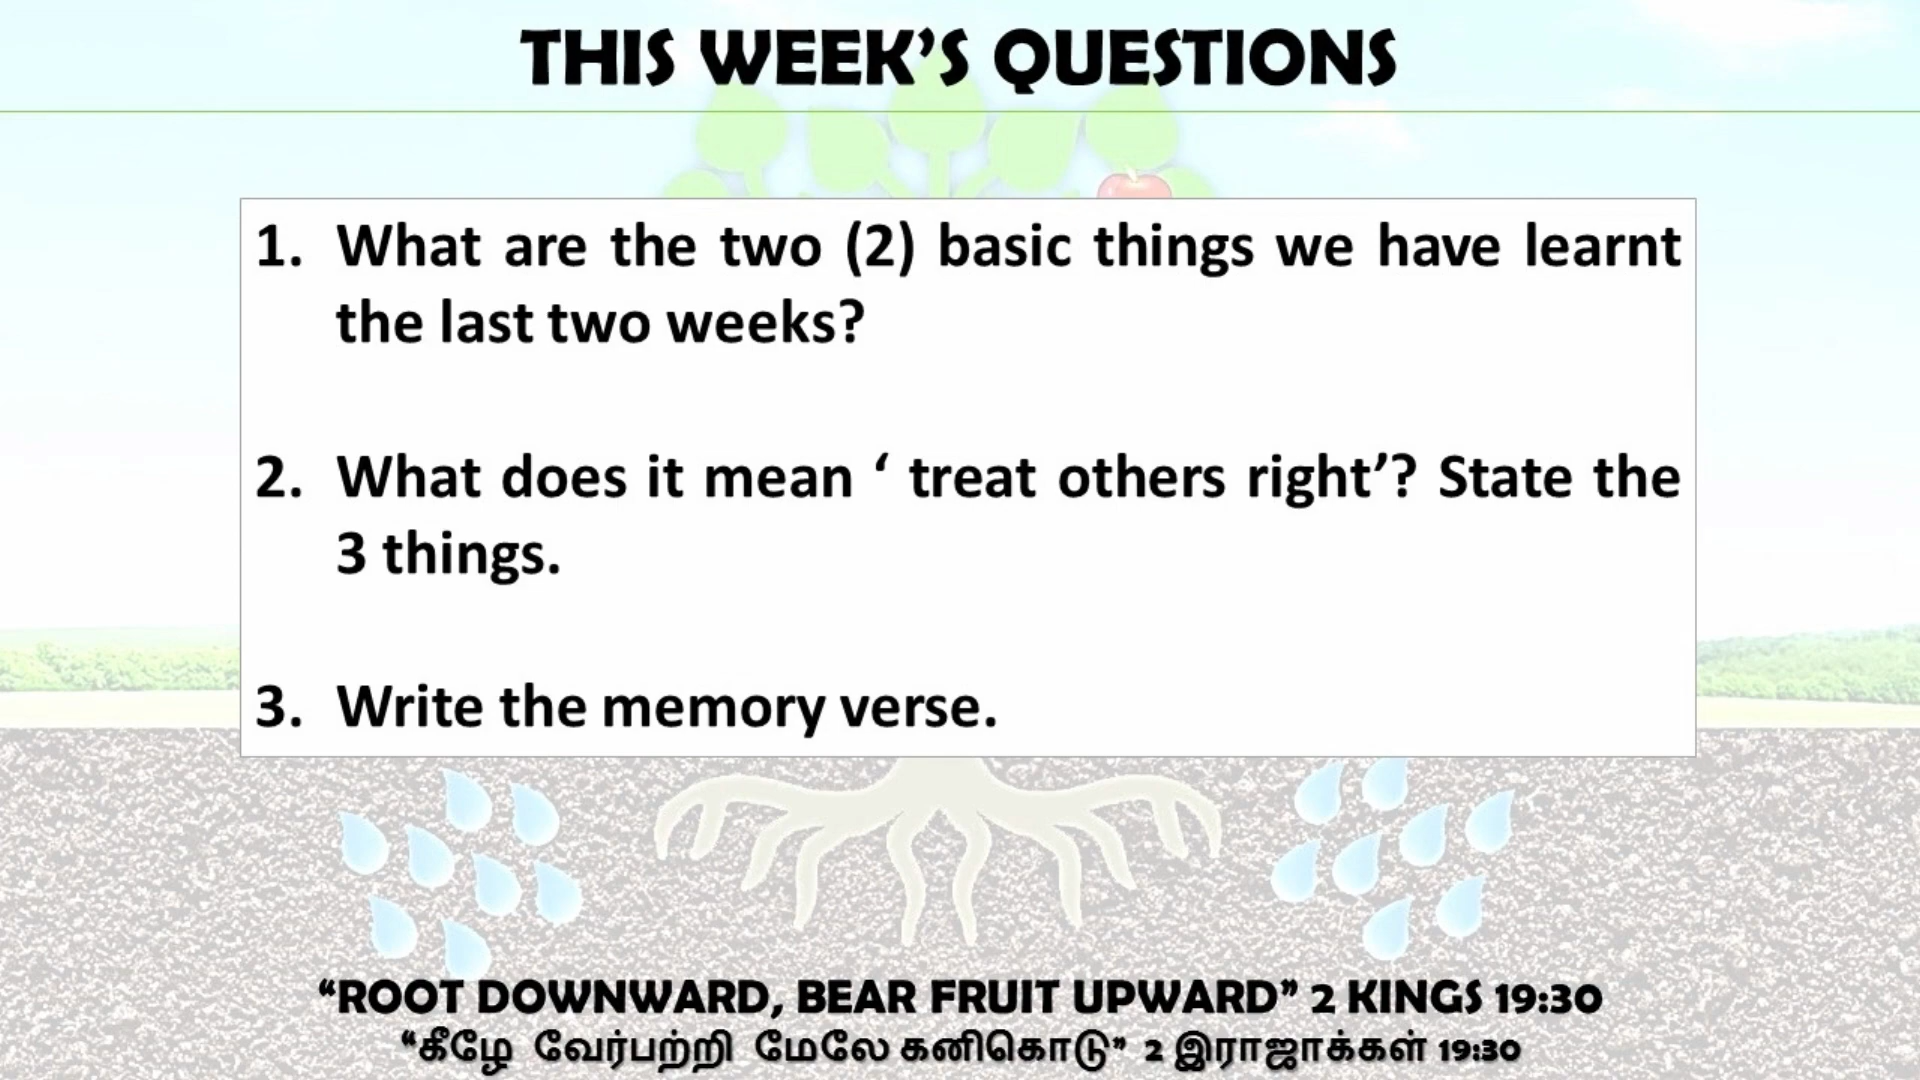 THIS WEEK’S QUESTIONS
1. What are the two (2) basic things we have learnt
the last two weeks?
2. What does it mean ‘ treat others right’? State the
3 things.
3. Write the memory verse.
“ROOT DOWNWARD, BEAR FRUIT UPWARD” 2 KINGS 19:30
“கீழே வேர்பற்றி மேலே கனிகொடு” 2 இராஜாக்கள் 19:30